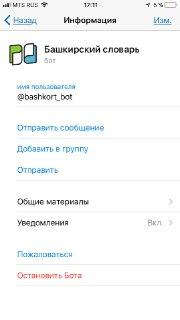 MTS RUS 17:11 5 %
Назад Информация Изм.
Башкирский словарь
бот
имя пользователя
@bashkort_bot
Отправить сообщение
Добавить в группу
Отправить
Общие материалы
Уведомления Вкл.
Пожаловаться
Остановить Бота